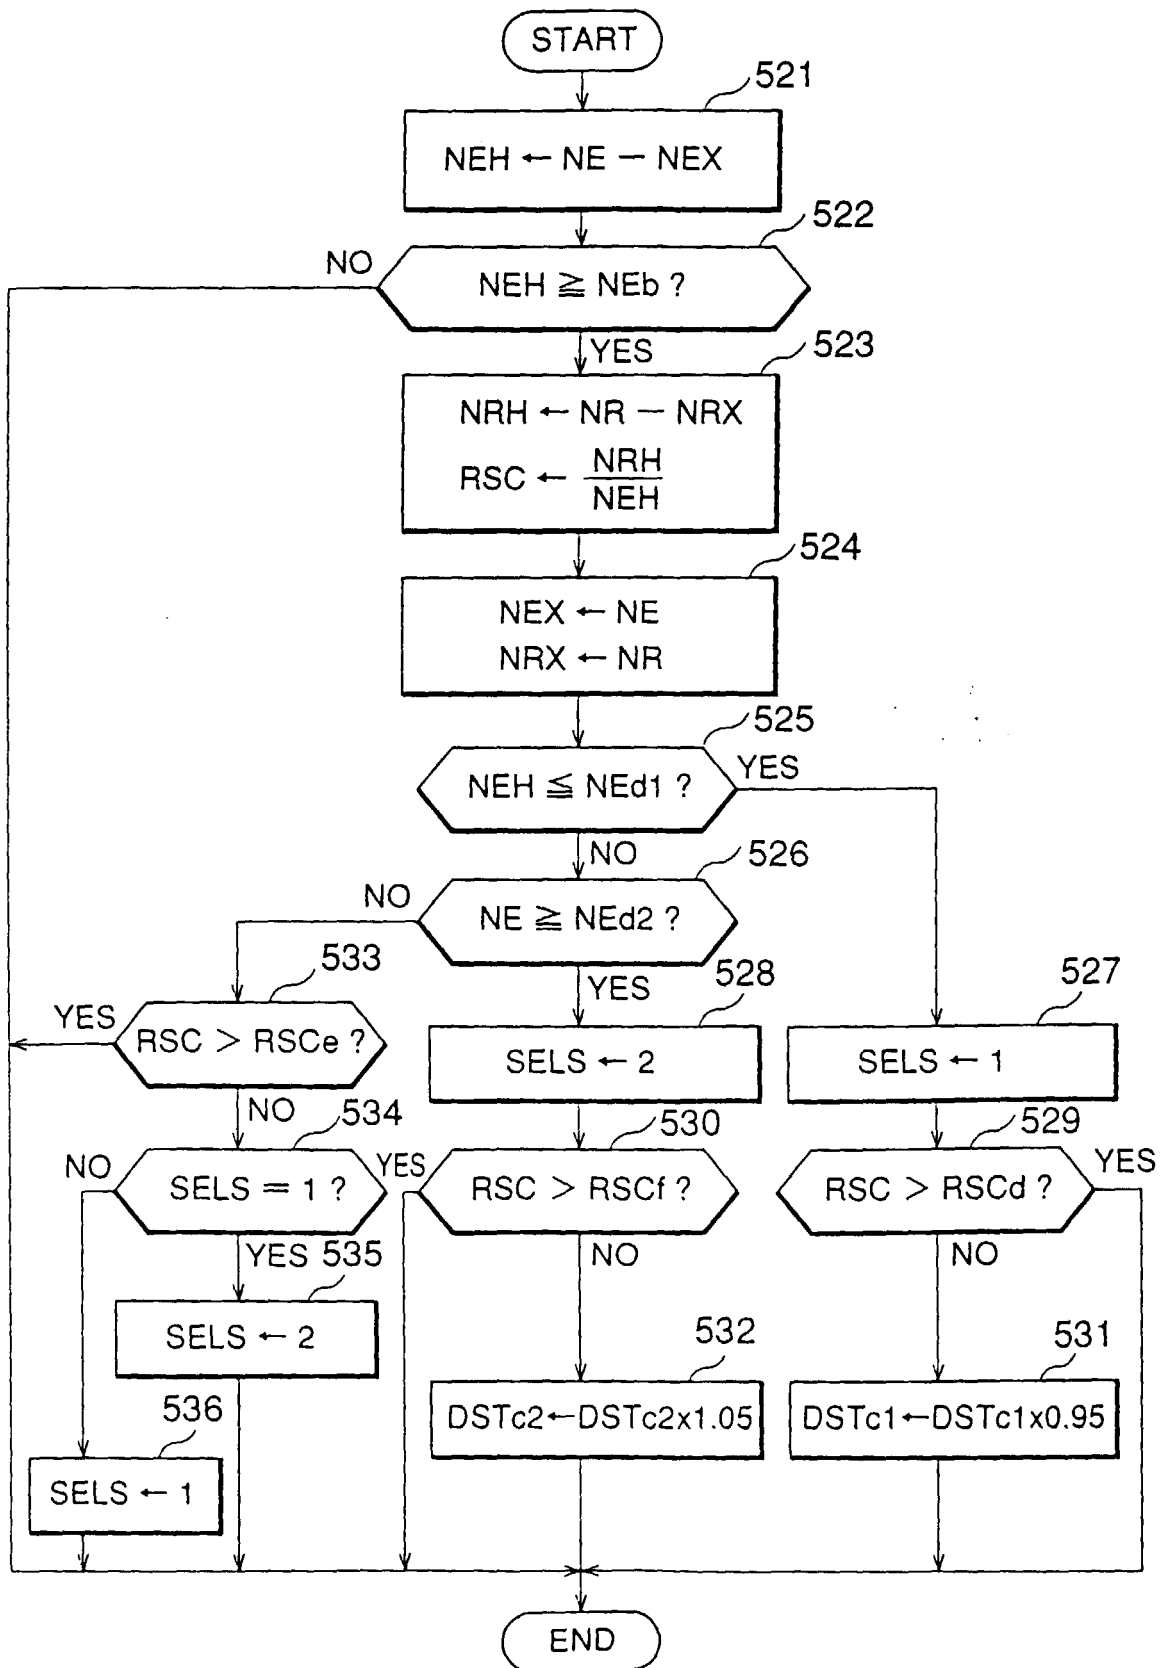 START
521
NEH ← NE − NEX
522
NO
NEH ≧ NEb ?
YES
523
NRH ← NR − NRX
RSC ← NRH
NEH
524
NEX ← NE
NRX ← NR
525
NEH ≦ NEd1 ?
YES
NO
526
NO
NE ≧ NEd2 ?
533
YES
528
527
YES
RSC > RSCe ?
SELS ← 2
SELS ← 1
NO
534
530
529
NO
SELS = 1 ?
YES
RSC > RSCf ?
RSC > RSCd ?
YES
YES
535
NO
NO
SELS ← 2
532
531
536
DSTc2←DSTc2x1.05
DSTc1←DSTc1x0.95
SELS ← 1
END